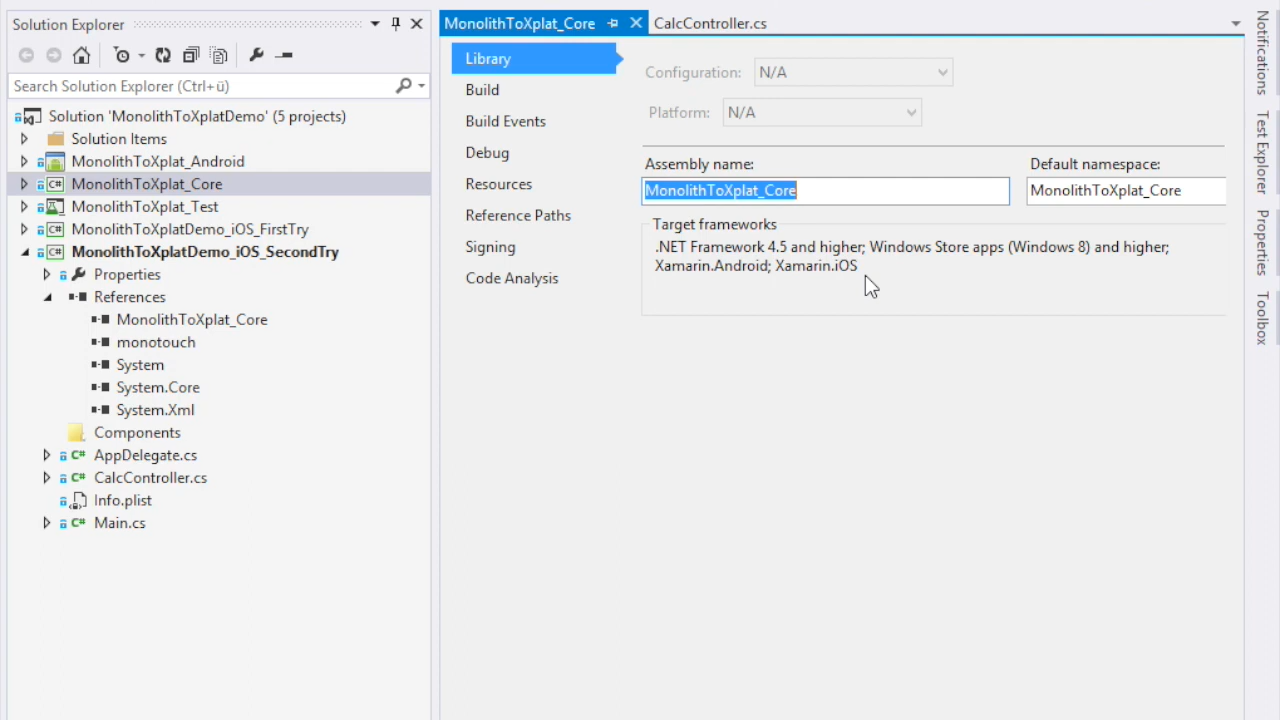 Solution Explorer
Search Solution Explorer (Ctrl+ü)
Solution 'MonolithToXplatDemo' (5 projects)
Solution Items
MonolithToXplat_Android
MonolithToXplat_Core
MonolithToXplat_Test
MonolithToXplatDemo_iOS_FirstTry
MonolithToXplatDemo_iOS_SecondTry
Properties
References
MonolithToXplat_Core
monotouch
System
System.Core
System.Xml
Components
AppDelegate.cs
CalcController.cs
Info.plist
Main.cs
MonolithToXplat_Core
CalcController.cs
Library
Build
Build Events
Debug
Resources
Reference Paths
Signing
Code Analysis
Configuration: N/A
Platform: N/A
Assembly name:
MonolithToXplat_Core
Default namespace:
MonolithToXplat_Core
Target frameworks
.NET Framework 4.5 and higher; Windows Store apps (Windows 8) and higher;
Xamarin.Android; Xamarin.iOS
Notifications
Test Explorer
Properties
Toolbox